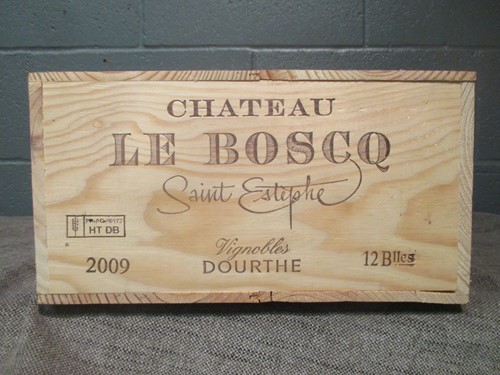 CHATEAU
LE BOSCQ
Saint Estèphe
HT DB
Vignobles
2009 DOURTHE 12 Blles